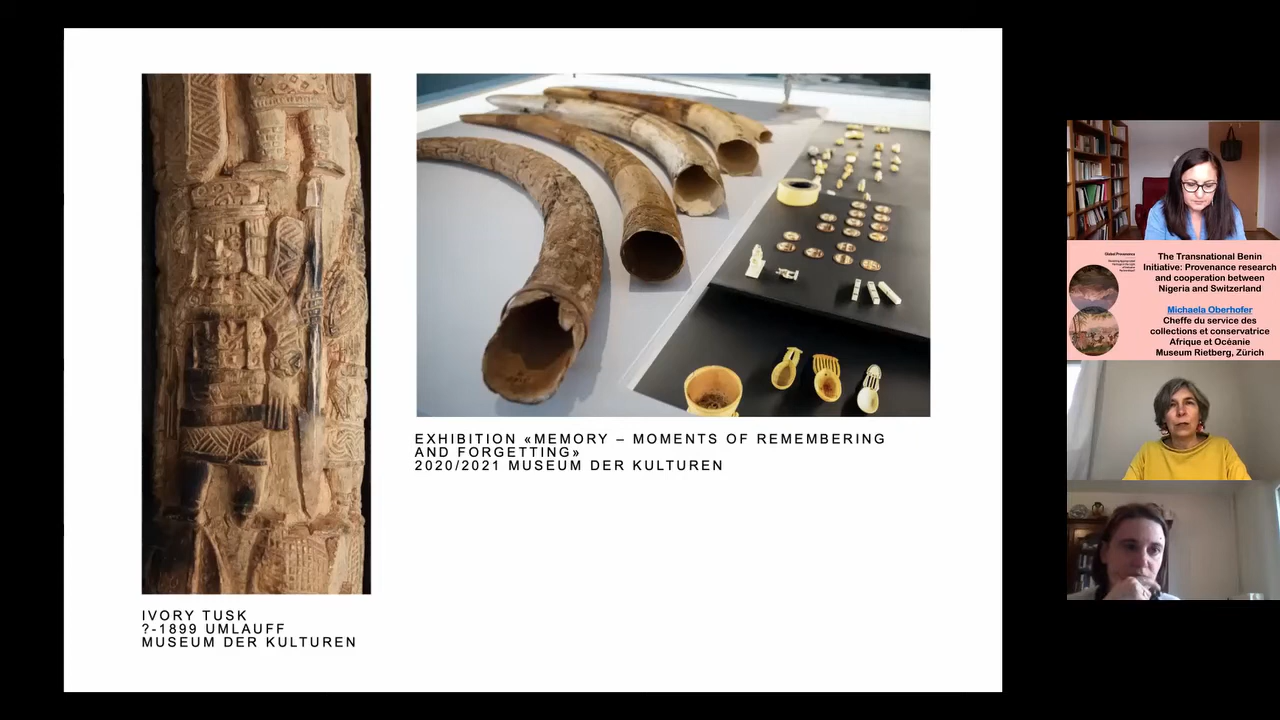 EXHIBITION «MEMORY – MOMENTS OF REMEMBERING
AND FORGETTING»
2020/2021 MUSEUM DER KULTUREN
IVORY TUSK
?-1899 UMLAUFF
MUSEUM DER KULTUREN
Global Provenance
The Transnational Benin
Initiative: Provenance research
and cooperation between
Nigeria and Switzerland
Michaela Oberhofer
Cheffe du service des
collections et conservatrice
Afrique et Océanie
Museum Rietberg, Zürich